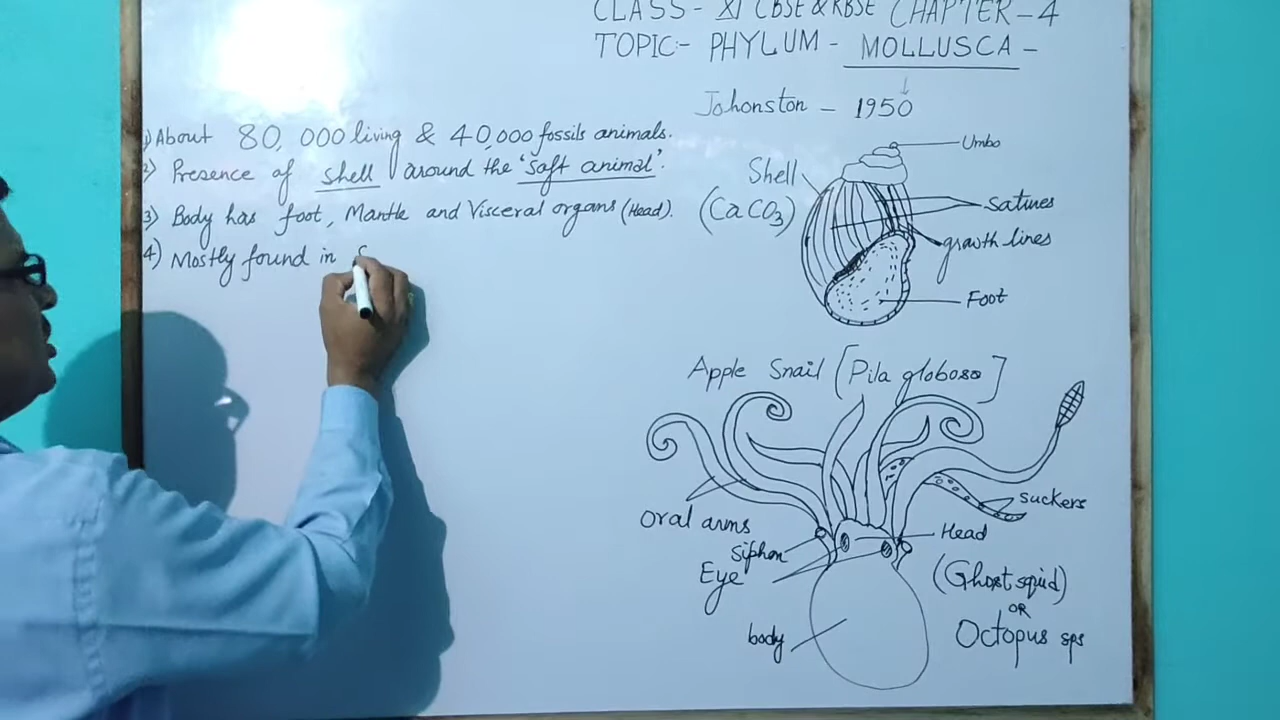 CLASS - XI CBSE & RBSE CHAPTER - 4
TOPIC:- PHYLUM - MOLLUSCA -
Johonston - 1950
1) About 80,000 living & 40,000 fossils animals.
2) Presence of shell around the 'Soft animal'.
3) Body has foot, Mantle and Visceral organs (Head).
4) Mostly found in S
Umbo
Shell
(CaCO3)
Satures
growth lines
Foot
Apple Snail [Pila globosa]
Oral arms
suckers
Siphon
Head
Eye
(Ghost squid)
OR
Octopus sps
body